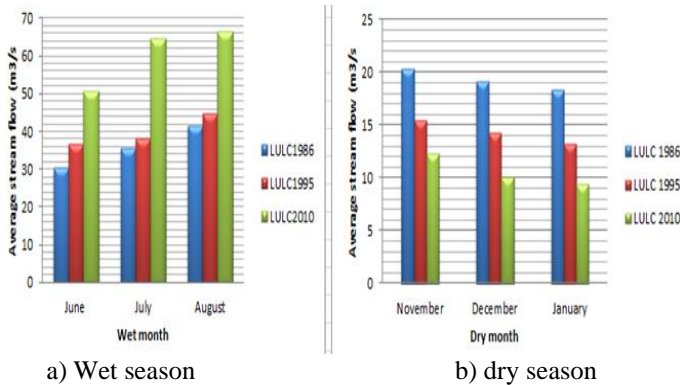 Average stream flow (m3/s
70
60
50
40
30
20
10
0
June July August
Wet month
LULC1986
LULC1995
LULC2010
a) Wet season
Average stream flow (m3/s
25
20
15
10
5
0
November December January
Dry month
LULC 1986
LULC 1995
LULC 2010
b) dry season